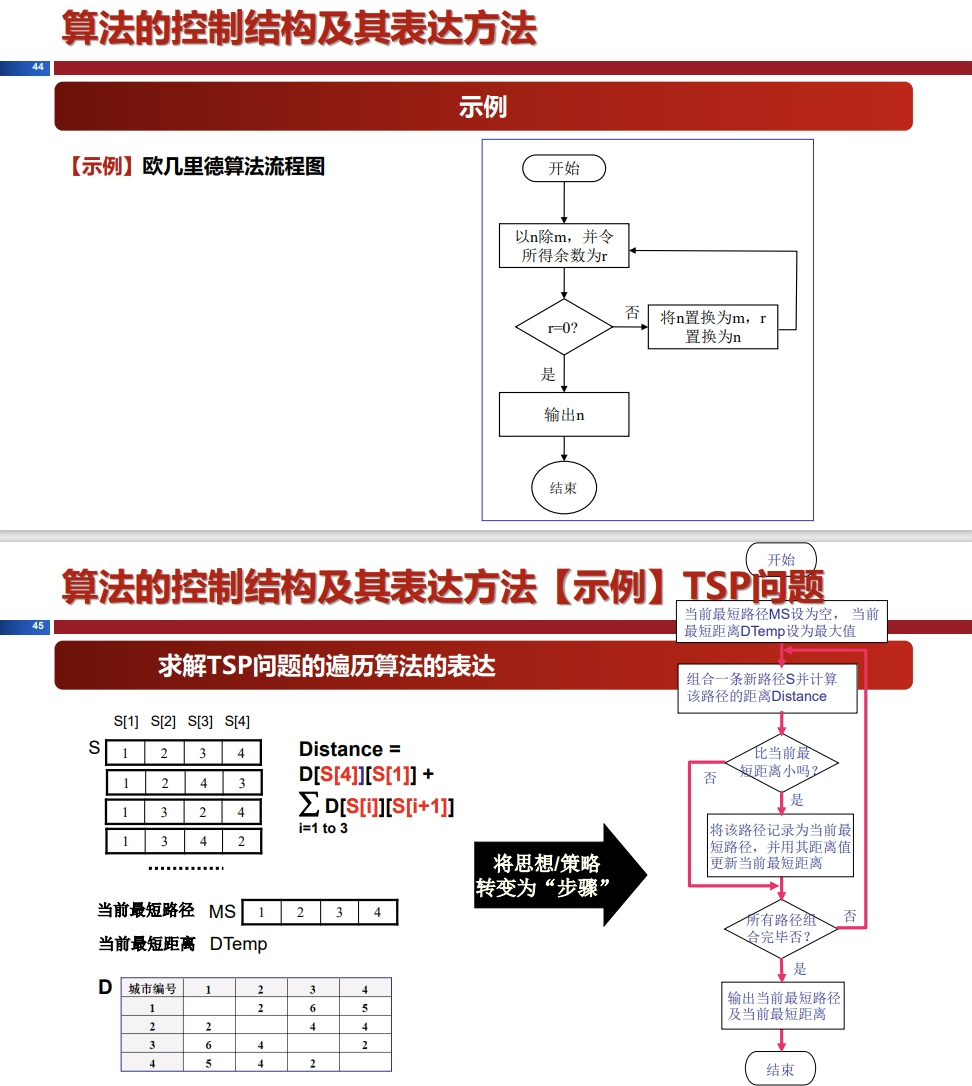 算法的控制结构及其表达方法
44
示例
【示例】欧几里德算法流程图
开始
以n除m，并令
所得余数为r
r=0?
否
将n置换为m，r
置换为n
是
输出n
结束
算法的控制结构及其表达方法【示例】TSP问题
45
求解TSP问题的遍历算法的表达
S[1] S[2] S[3] S[4]
S 1 2 3 4
1 2 4 3
1 3 2 4
1 3 4 2
Distance =
D[S[4]][S[1]] +
∑ D[S[i]][S[i+1]]
i=1 to 3
当前最短路径 MS 1 2 3 4
当前最短距离 DTemp
D
城市编号 1 2 3 4
1 2 6 5
2 2 4 4
3 6 4 2
4 5 4 2
将思想/策略
转变为“步骤”
开始
当前最短路径MS设为空， 当前
最短距离DTemp设为最大值
组合一条新路径S并计算
该路径的距离Distance
比当前最
短距离小吗?
否
是
将该路径记录为当前最
短路径，并用其距离值
更新当前最短距离
所有路径组
合完毕否?
否
是
输出当前最短路径
及当前最短距离
结束